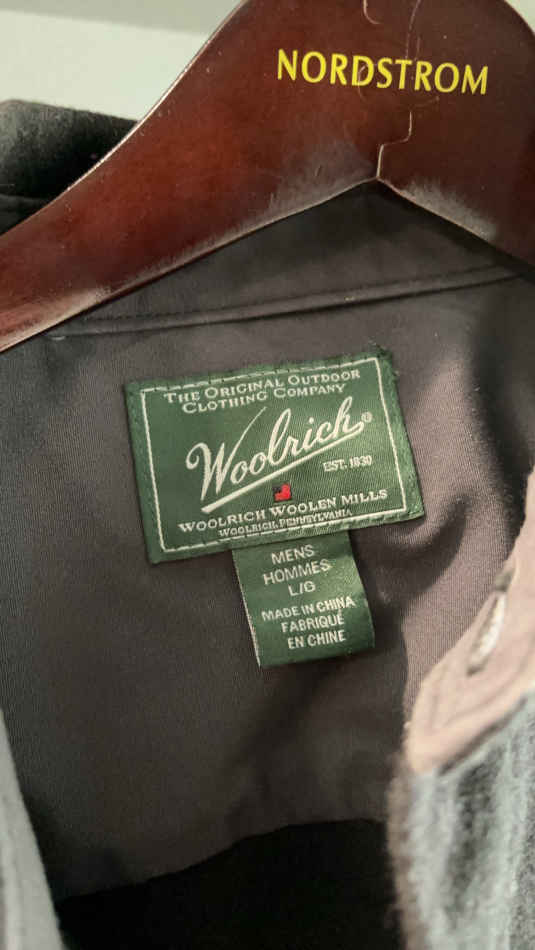 NORDSTROM
THE ORIGINAL OUTDOOR
CLOTHING COMPANY
Woolrich®
EST. 1830
WOOLRICH WOOLEN MILLS
WOOLRICH, PENNSYLVANIA
MENS
HOMMES
L/G
MADE IN CHINA
FABRIQUÉ
EN CHINE